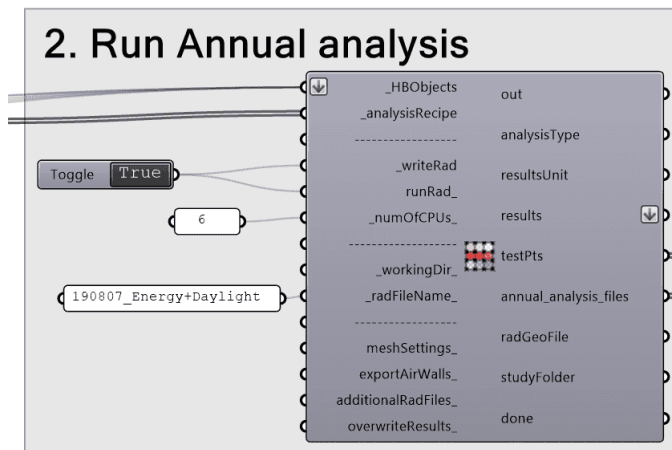 2. Run Annual analysis
_HBObjects
_analysisRecipe
-------------------
_writeRad
runRad_
_numOfCPUs_
--------------------
_workingDir_
_radFileName_
-------------------
meshSettings_
exportAirWalls_
additionalRadFiles_
overwriteResults_
out
analysisType
resultsUnit
results
testPts
annual_analysis_files
radGeoFile
studyFolder
done
Toggle True
6
190807_Energy+Daylight